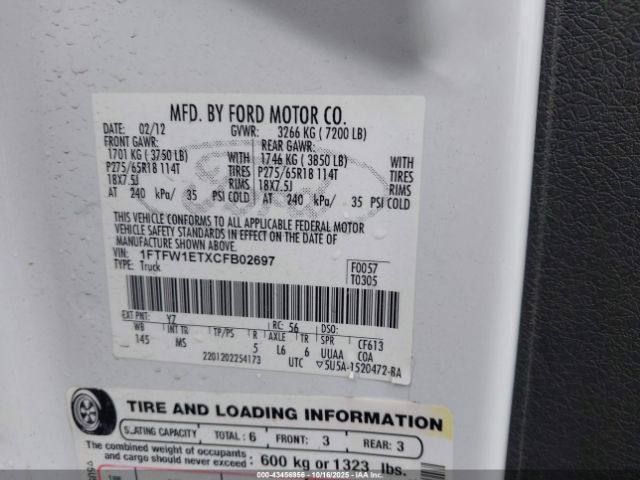 MFD. BY FORD MOTOR CO.
DATE: 02/12 GVWR: 3266 KG ( 7200 LB)
FRONT GAWR: REAR GAWR:
1701 KG ( 3750 LB) WITH 1746 KG ( 3850 LB) WITH
P275/65R18 114T TIRES P275/65R18 114T TIRES
18X7.5J RIMS 18X7.5J RIMS
AT 240 kPa/ 35 PSI COLD AT 240 kPa/ 35 PSI COLD
THIS VEHICLE CONFORMS TO ALL APPLICABLE FEDERAL MOTOR
VEHICLE SAFETY STANDARDS IN EFFECT ON THE DATE OF
MANUFACTURE SHOWN ABOVE.
VIN: 1FTFW1ETXCFB02697 F0057
TYPE: Truck T0305
EXT PNT: YZ RC: 56 DSO:
WB INT TR TP/PS R AXLE TR SPR CF613
145 MS 5 L6 6 UUAA COA
2201202254173 UTC ▽5U5A-1520472-BA
TIRE AND LOADING INFORMATION
SEATING CAPACITY TOTAL : 6 FRONT: 3 REAR: 3
The combined weight of occupants
and cargo should never exceed : 600 kg or 1323 lbs.
000-43456956 - 10/16/2025 - IAA Inc.